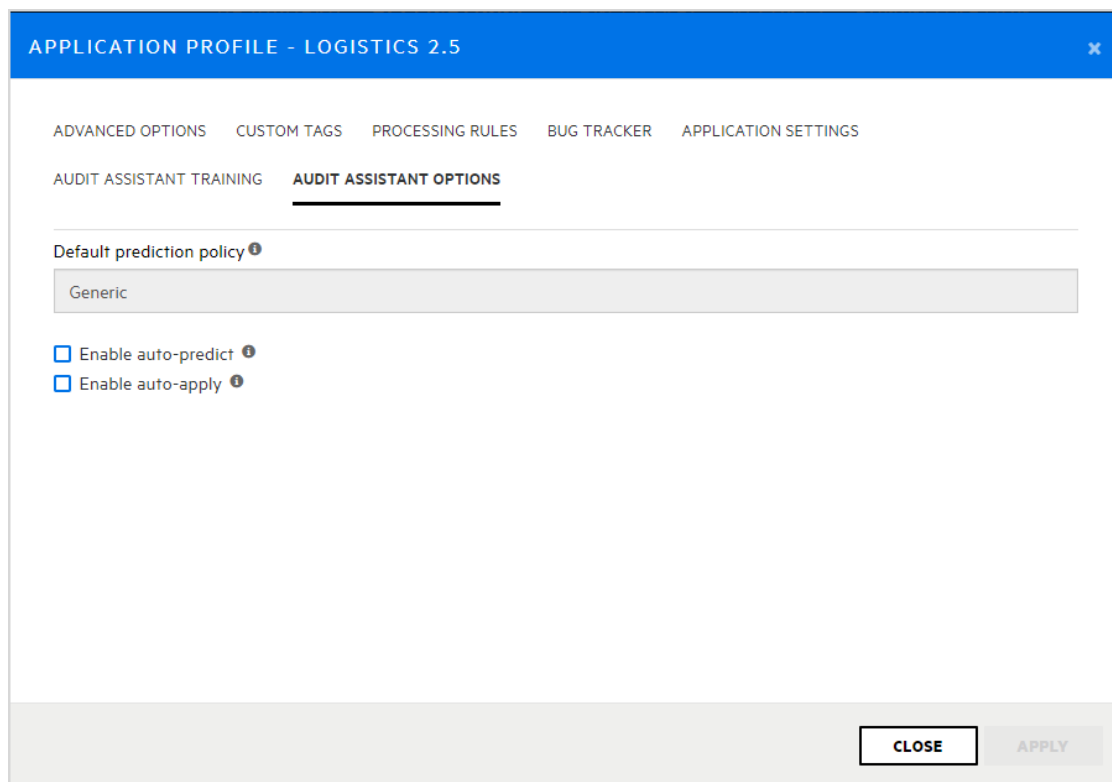 APPLICATION PROFILE - LOGISTICS 2.5
ADVANCED OPTIONS CUSTOM TAGS PROCESSING RULES BUG TRACKER APPLICATION SETTINGS
AUDIT ASSISTANT TRAINING AUDIT ASSISTANT OPTIONS
Default prediction policy
Generic
Enable auto-predict
Enable auto-apply
CLOSE APPLY